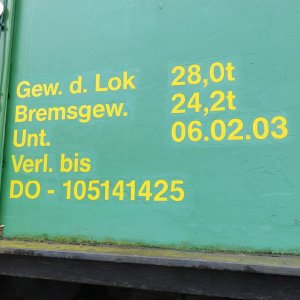 Gew. d. Lok 28,0t
Bremsgew. 24,2t
Unt. 06.02.03
Verl. bis
DO - 105141425